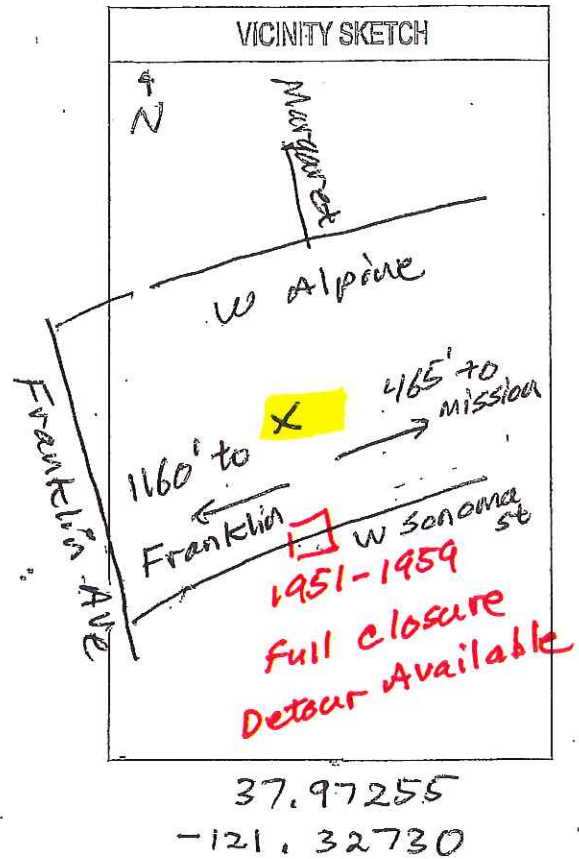 VICINITY SKETCH
N
Margaret
W Alpine
Franklin AVE
X
465' to
mission
1160' to
Franklin
W Sonoma
st
1951-1959
Full Closure
Detour Available
37.97255
-121.32730